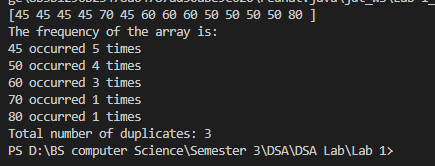 [45 45 45 45 70 45 60 60 60 50 50 50 50 80 ]
The frequency of the array is:
45 occurred 5 times
50 occurred 4 times
60 occurred 3 times
70 occurred 1 times
80 occurred 1 times
Total number of duplicates: 3
PS D:\BS computer Science\Semester 3\DSA\DSA Lab\Lab 1>